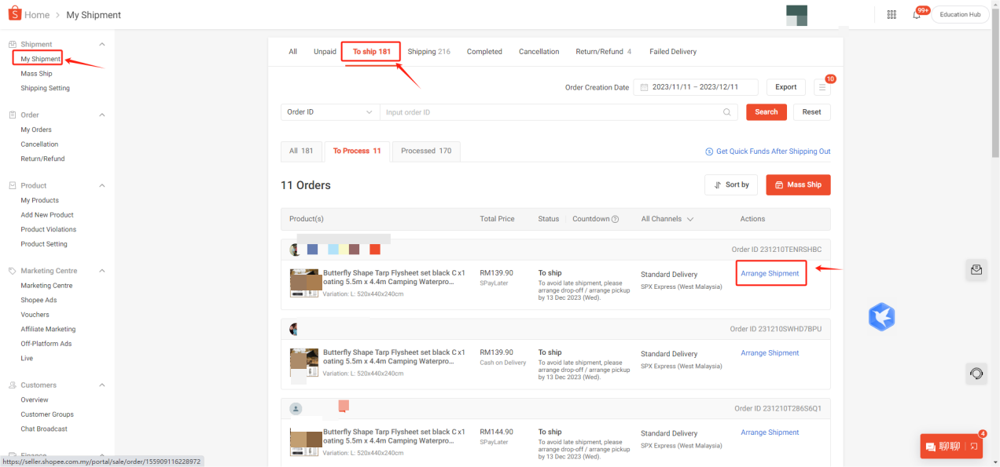 Home > My Shipment
99+
Education Hub
Shipment
My Shipment
Mass Ship
Shipping Setting
Order
My Orders
Cancellation
Return/Refund
Product
My Products
Add New Product
Product Violations
Product Setting
Marketing Centre
Marketing Centre
Shopee Ads
Vouchers
Affiliate Marketing
Off-Platform Ads
Live
Customers
Overview
Customer Groups
Chat Broadcast
Finance
https://seller.shopee.com.my/portal/sale/order/155909116228972
All Unpaid To ship 181 Shipping 216 Completed Cancellation Return/Refund 4 Failed Delivery
Order Creation Date 2023/11/11 – 2023/12/11 Export 10
Order ID Input order ID Search Reset
All 181 To Process 11 Processed 170 Get Quick Funds After Shipping Out
11 Orders Sort by Mass Ship
Product(s) Total Price Status Countdown All Channels Actions
Order ID 231210TENRSHBC
Butterfly Shape Tarp Flysheet set black C x1
oating 5.5m x 4.4m Camping Waterpro...
Variation: L: 520x440x240cm
RM139.90
SPayLater
To ship
To avoid late shipment, please
arrange drop-off / arrange pickup
by 13 Dec 2023 (Wed).
Standard Delivery
SPX Express (West Malaysia)
Arrange Shipment
Order ID 231210SWHD7BPU
Butterfly Shape Tarp Flysheet set black C x1
oating 5.5m x 4.4m Camping Waterpro...
Variation: L: 520x440x240cm
RM139.90
Cash on Delivery
To ship
To avoid late shipment, please
arrange drop-off / arrange pickup
by 13 Dec 2023 (Wed).
Standard Delivery
SPX Express (West Malaysia)
Arrange Shipment
Order ID 231210T286S6Q1
Butterfly Shape Tarp Flysheet set black C x1
oating 5.5m x 4.4m Camping Waterpro...
Variation: L: 520x440x240cm
RM144.90
SPayLater
To ship
To avoid late shipment, please
arrange drop-off / arrange pickup
by 13 Dec 2023 (Wed).
Standard Delivery
SPX Express (West Malaysia)
Arrange Shipment
4
聊聊